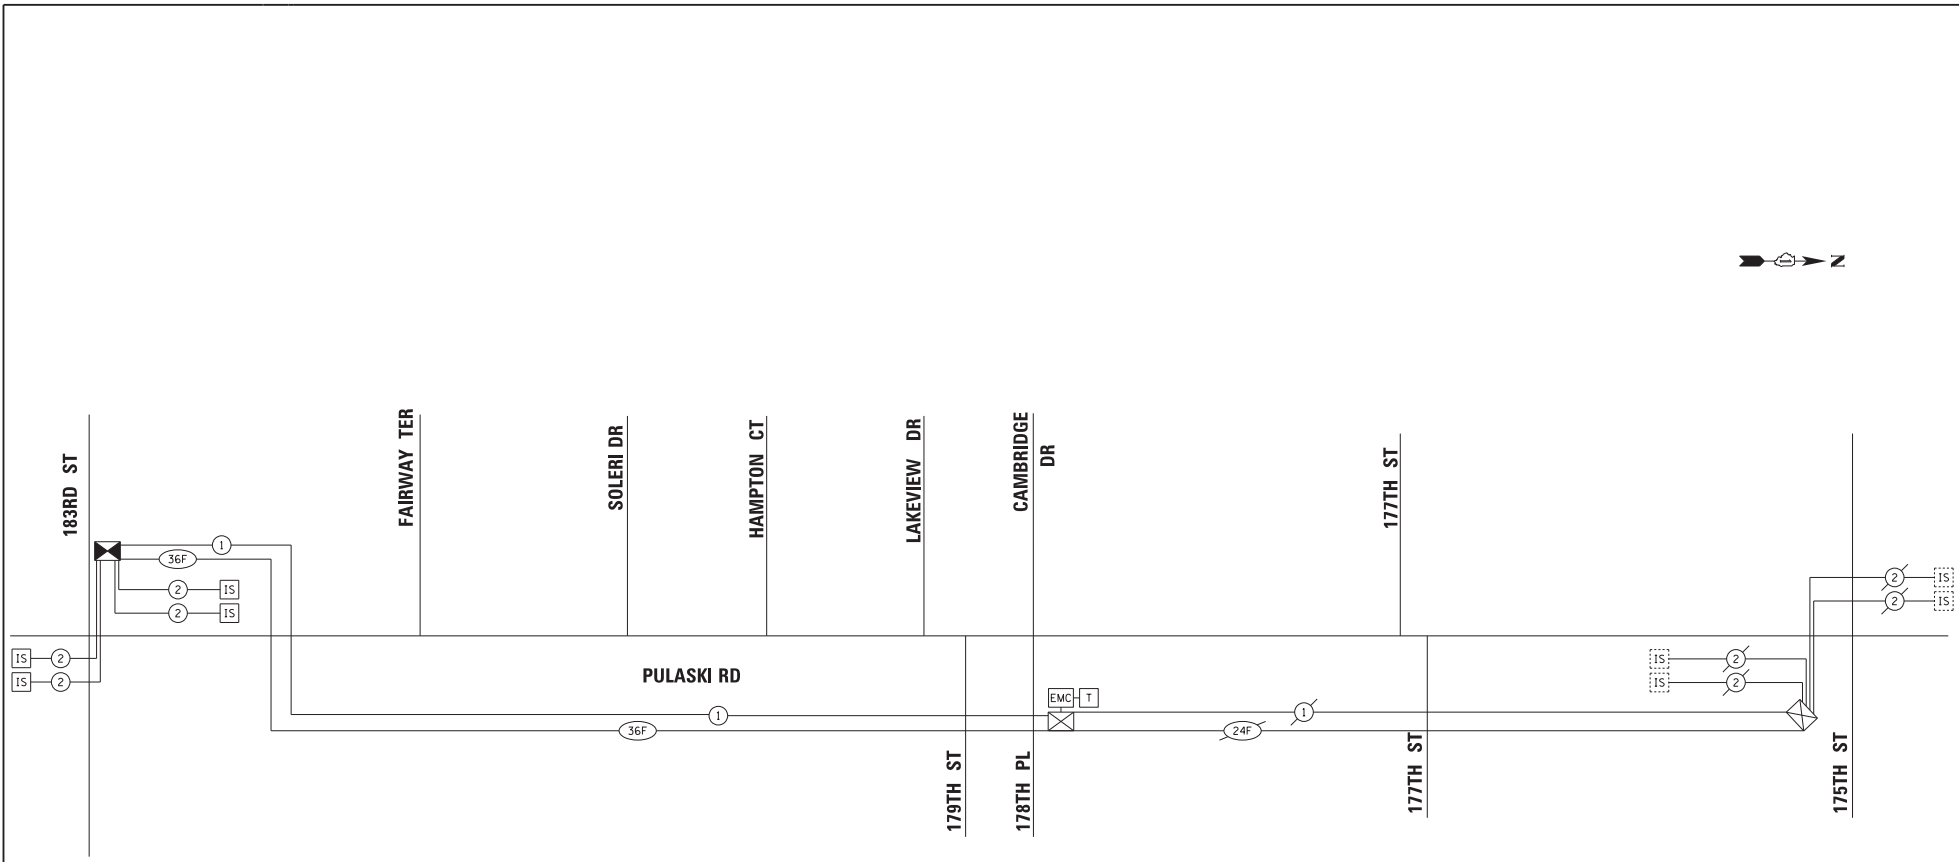 N
183RD ST
FAIRWAY TER
SOLERI DR
HAMPTON CT
LAKEVIEW DR
CAMBRIDGE
DR
177TH ST
1
36F
2
IS
2
IS
2
IS
2
IS
IS
2
IS
2
PULASKI RD
IS
2
IS
2
EMC
T
1
1
36F
24F
179TH ST
178TH PL
177TH ST
175TH ST